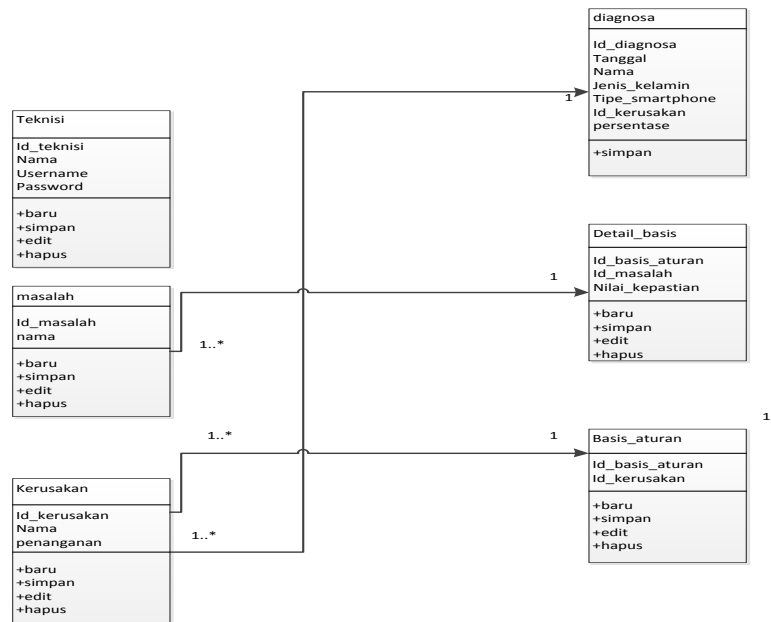 Teknisi
Id_teknisi
Nama
Username
Password
+baru
+simpan
+edit
+hapus
masalah
Id_masalah
nama
+baru
+simpan
+edit
+hapus
Kerusakan
Id_kerusakan
Nama
penanganan
+baru
+simpan
+edit
+hapus
1..*
1..*
1..*
1
1
1
diagnosa
Id_diagnosa
Tanggal
Nama
Jenis_kelamin
Tipe_smartphone
Id_kerusakan
persentase
+simpan
Detail_basis
Id_basis_aturan
Id_masalah
Nilai_kepastian
+baru
+simpan
+edit
+hapus
1
Basis_aturan
Id_basis_aturan
Id_kerusakan
+baru
+simpan
+edit
+hapus